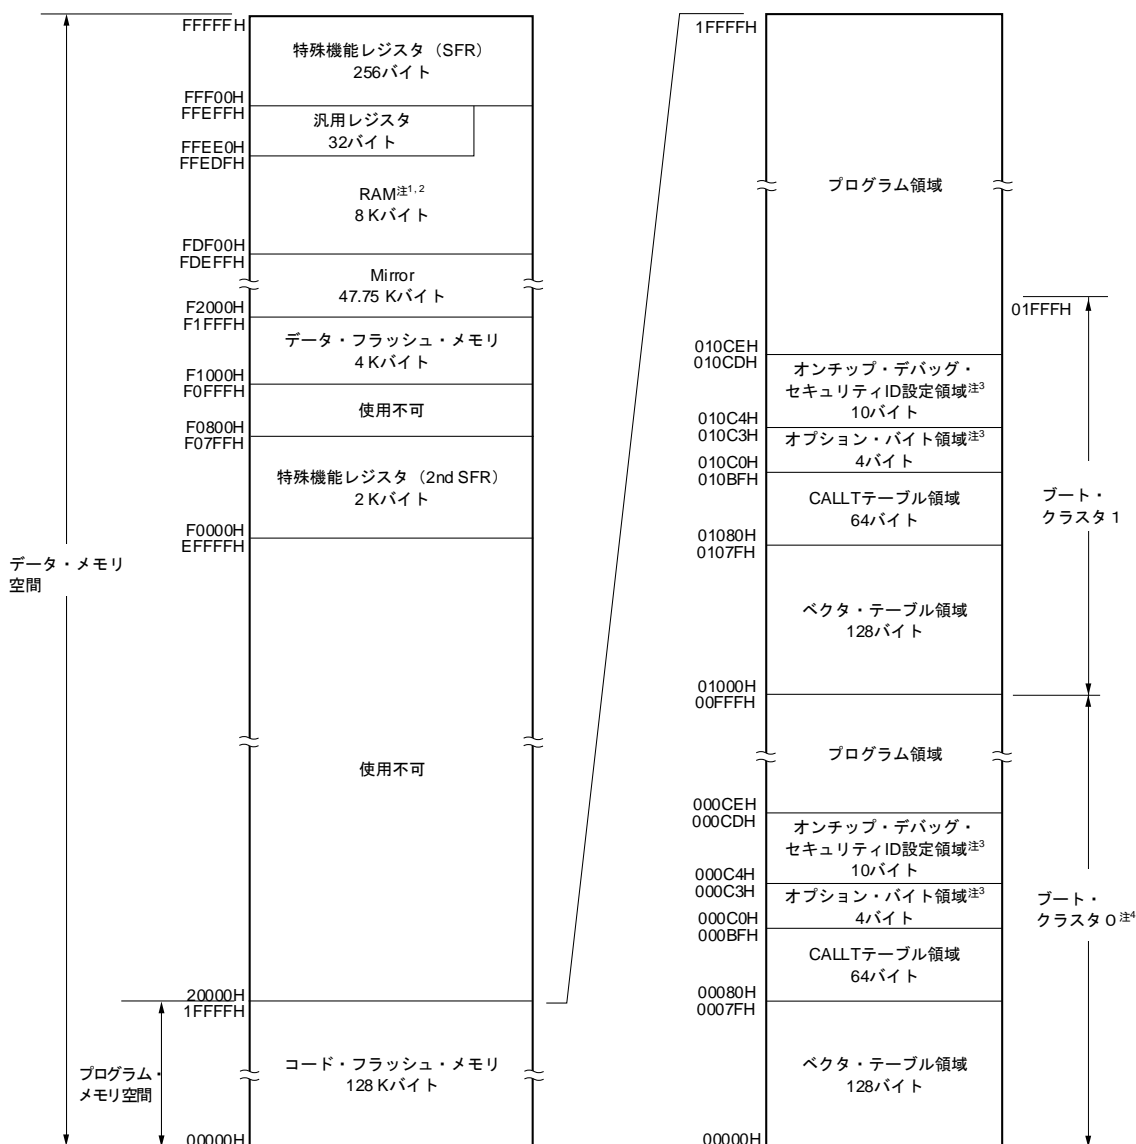 FFFFFH
特殊機能レジスタ（SFR）
256バイト
FFF00H
FFEFFH
汎用レジスタ
32バイト
FFEE0H
FFEDFH
RAM注1, 2
8 Kバイト
FDF00H
FDEFFH
Mirror
47.75 Kバイト
F2000H
F1FFFH
データ・フラッシュ・メモリ
4 Kバイト
F1000H
F0FFFH
使用不可
F0800H
F07FFH
特殊機能レジスタ（2nd SFR）
2 Kバイト
F0000H
EFFFFH
データ・メモリ
空間
使用不可
20000H
1FFFFH
コード・フラッシュ・メモリ
128 Kバイト
プログラム・
メモリ空間
00000H
1FFFFH
プログラム領域
01FFFH
010CEH
010CDH
オンチップ・デバッグ・
セキュリティID設定領域注3
10バイト
010C4H
010C3H
オプション・バイト領域注3
4バイト
010C0H
010BFH
CALLTテーブル領域
64バイト
ブート・
クラスタ1
01080H
0107FH
ベクタ・テーブル領域
128バイト
01000H
00FFFH
プログラム領域
000CEH
000CDH
オンチップ・デバッグ・
セキュリティID設定領域注3
10バイト
000C4H
000C3H
オプション・バイト領域注3
4バイト
ブート・
クラスタ0注4
000C0H
000BFH
CALLTテーブル領域
64バイト
00080H
0007FH
ベクタ・テーブル領域
128バイト
00000H